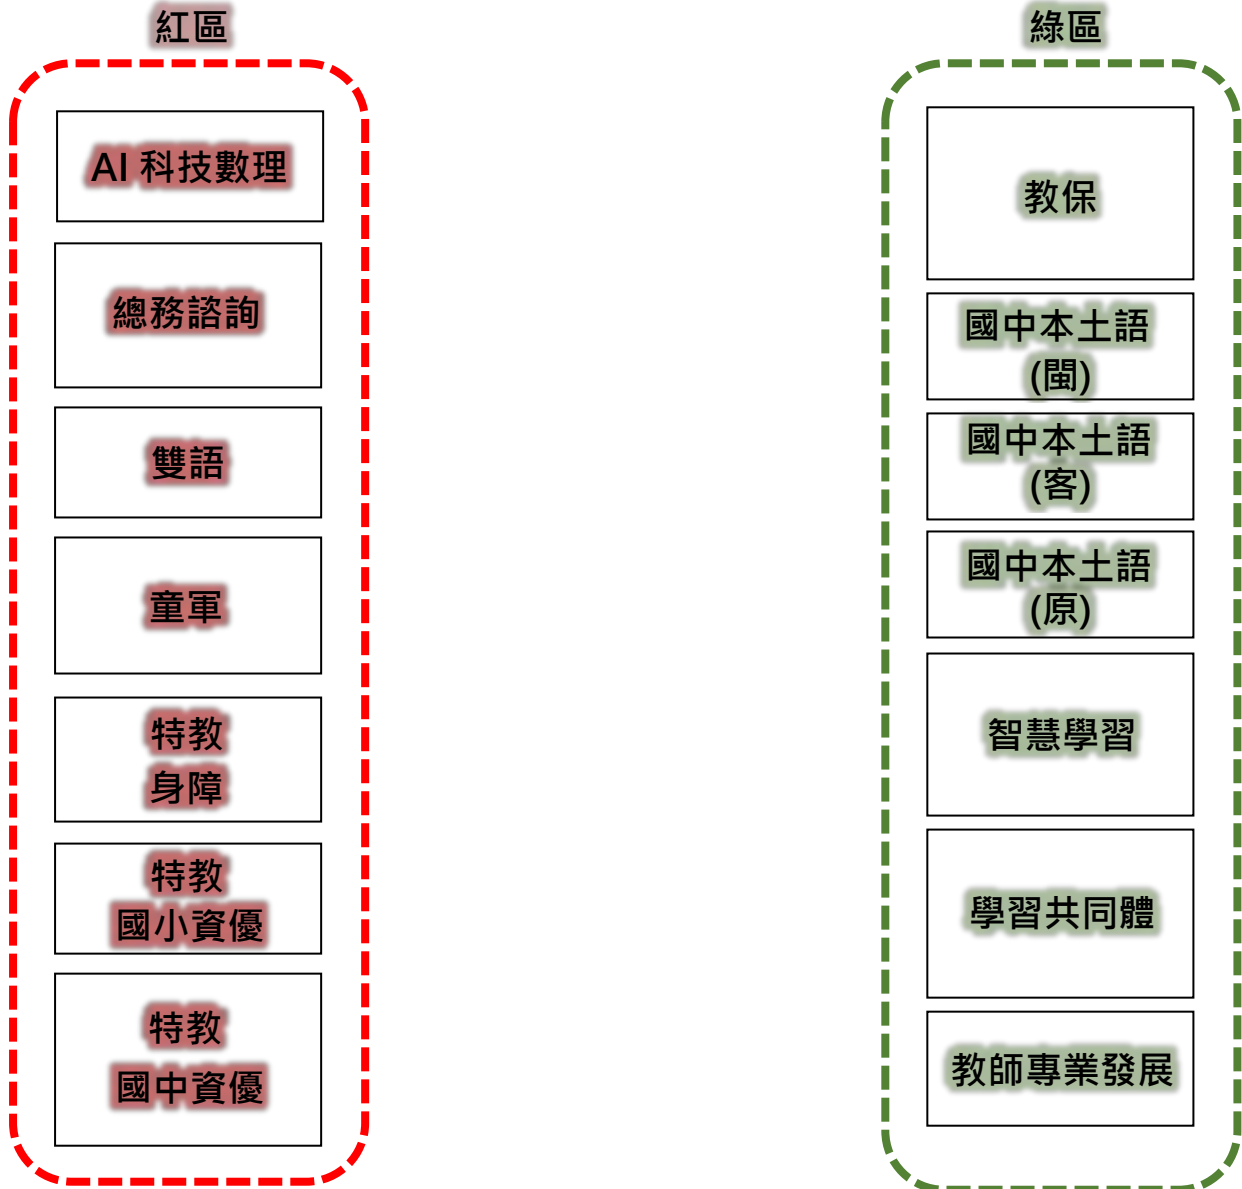 紅區
AI 科技數理
總務諮詢
雙語
童軍
特教
身障
特教
國小資優
特教
國中資優
綠區
教保
國中本土語
(閩)
國中本土語
(客)
國中本土語
(原)
智慧學習
學習共同體
教師專業發展